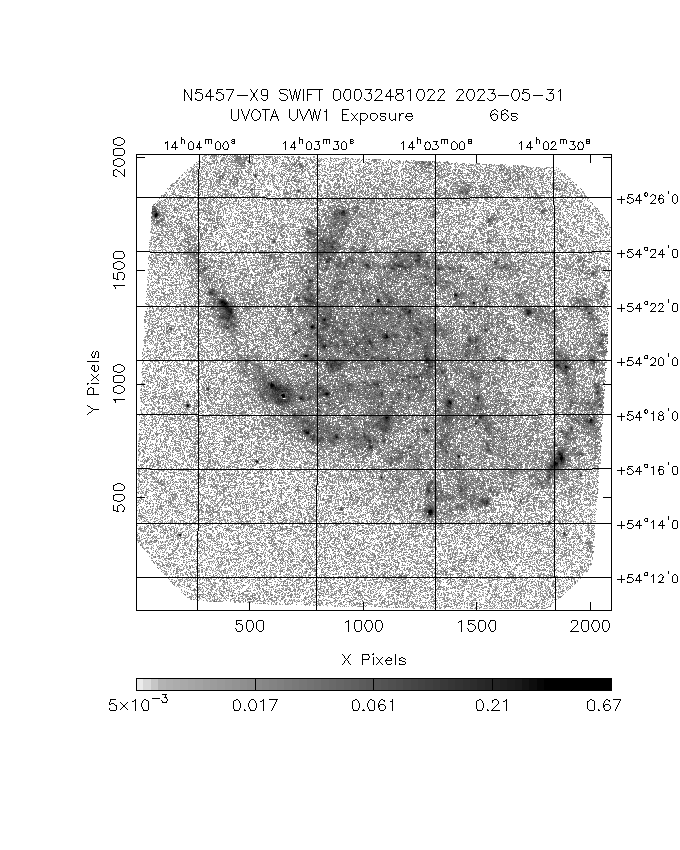 N5457-X9 SWIFT 00032481022 2023-05-31
UVOTA UVW1 Exposure 66s
14ʰ04ᵐ00ˢ 14ʰ03ᵐ30ˢ 14ʰ03ᵐ00ˢ 14ʰ02ᵐ30ˢ
2000
+54°26'0
+54°24'0
1500
+54°22'0
+54°20'0
Y Pixels
1000
+54°18'0
+54°16'0
500
+54°14'0
+54°12'0
500 1000 1500 2000
X Pixels
5×10⁻³ 0.017 0.061 0.21 0.67